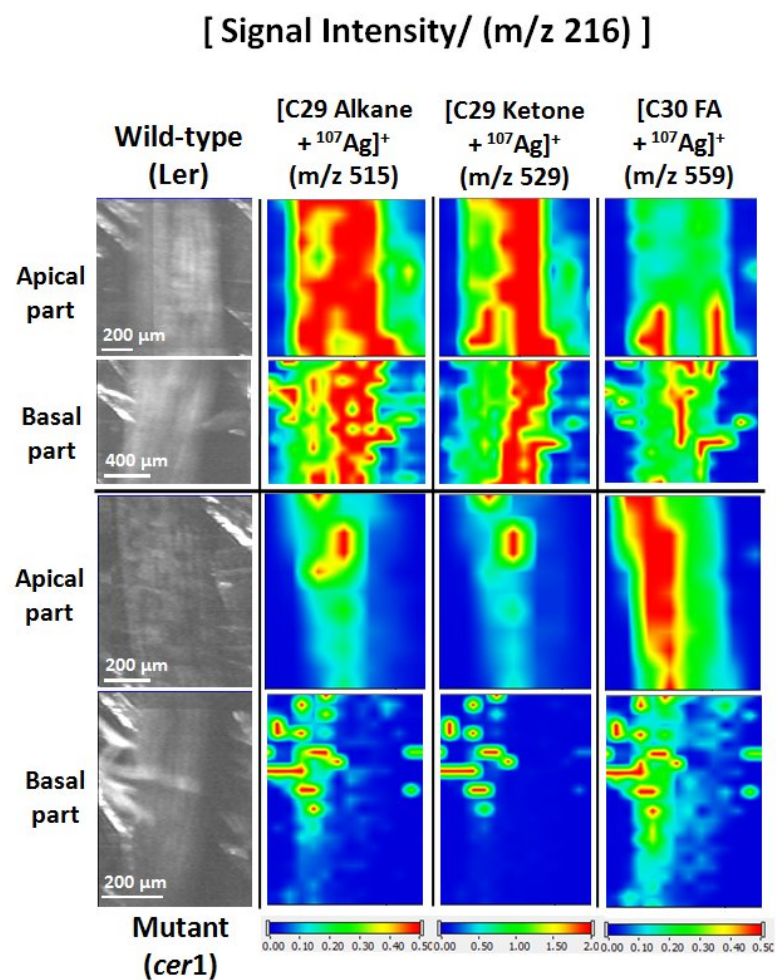 [ Signal Intensity/ (m/z 216) ]
Wild-type
(Ler)
[C29 Alkane
+ ¹⁰⁷Ag]⁺
(m/z 515)
[C29 Ketone
+ ¹⁰⁷Ag]⁺
(m/z 529)
[C30 FA
+ ¹⁰⁷Ag]⁺
(m/z 559)
Apical
part
200 µm
Basal
part
400 µm
Apical
part
200 µm
Basal
part
200 µm
Mutant
(cer1)
0.00 0.10 0.20 0.30 0.40 0.50
0.00 0.50 1.00 1.50 2.0
0.00 0.10 0.20 0.30 0.40 0.50